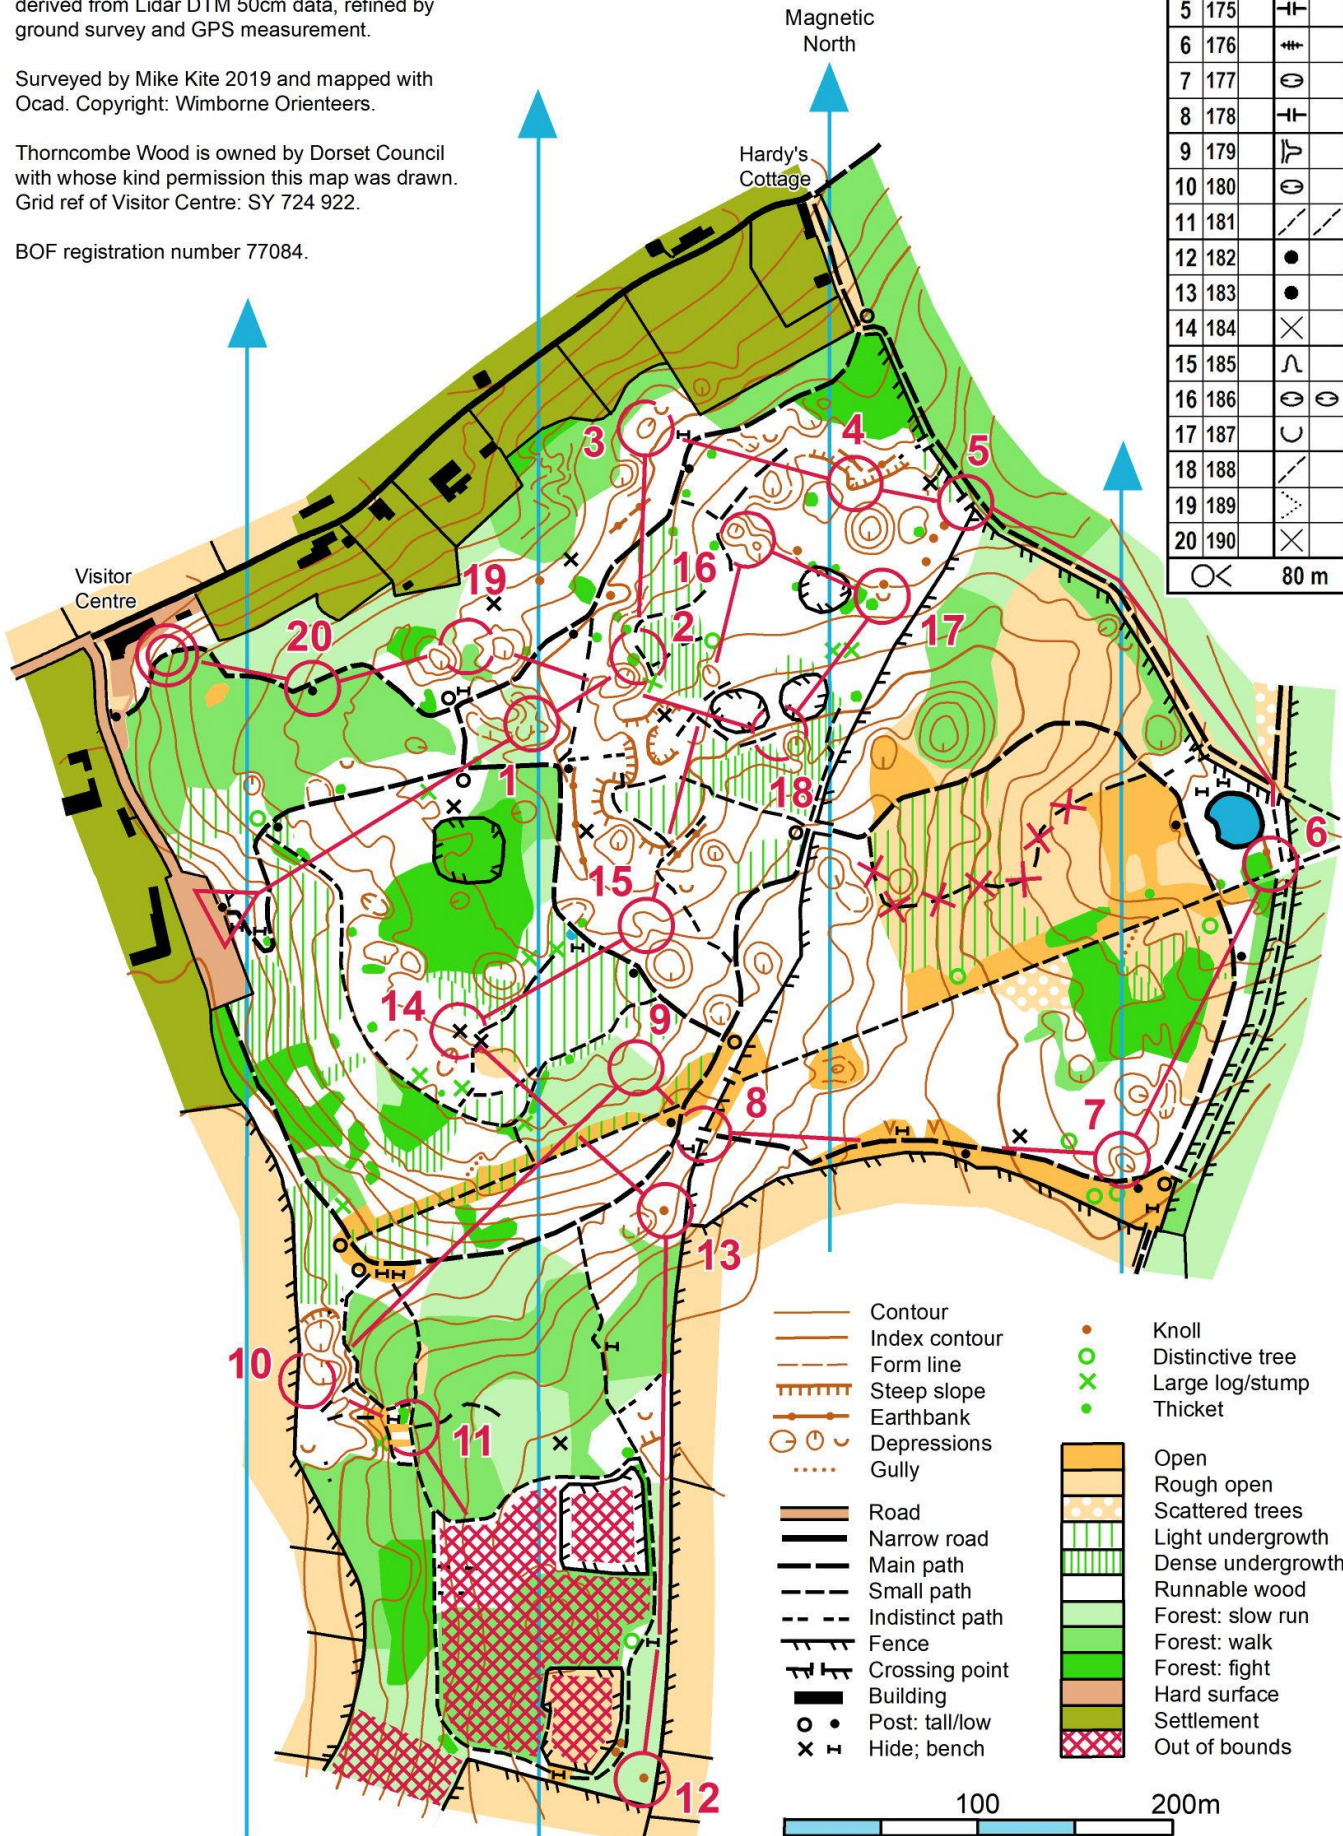 derived from Lidar DTM 50cm data, refined by
ground survey and GPS measurement.
Surveyed by Mike Kite 2019 and mapped with
Ocad. Copyright: Wimborne Orienteers.
Thorncombe Wood is owned by Dorset Council
with whose kind permission this map was drawn.
Grid ref of Visitor Centre: SY 724 922.
BOF registration number 77084.
Magnetic
North
Hardy's
Cottage
5 175
6 176
7 177
8 178
9 179
10 180
11 181
12 182
13 183
14 184
15 185
16 186
17 187
18 188
19 189
20 190
80 m
Visitor
Centre
3
4
5
16
19
2
20
17
1
18
6
15
14
9
8
7
13
10
11
12
Contour
Index contour
Form line
Steep slope
Earthbank
Depressions
Gully
Road
Narrow road
Main path
Small path
Indistinct path
Fence
Crossing point
Building
Post: tall/low
Hide; bench
Knoll
Distinctive tree
Large log/stump
Thicket
Open
Rough open
Scattered trees
Light undergrowth
Dense undergrowth
Runnable wood
Forest: slow run
Forest: walk
Forest: fight
Hard surface
Settlement
Out of bounds
100 200m